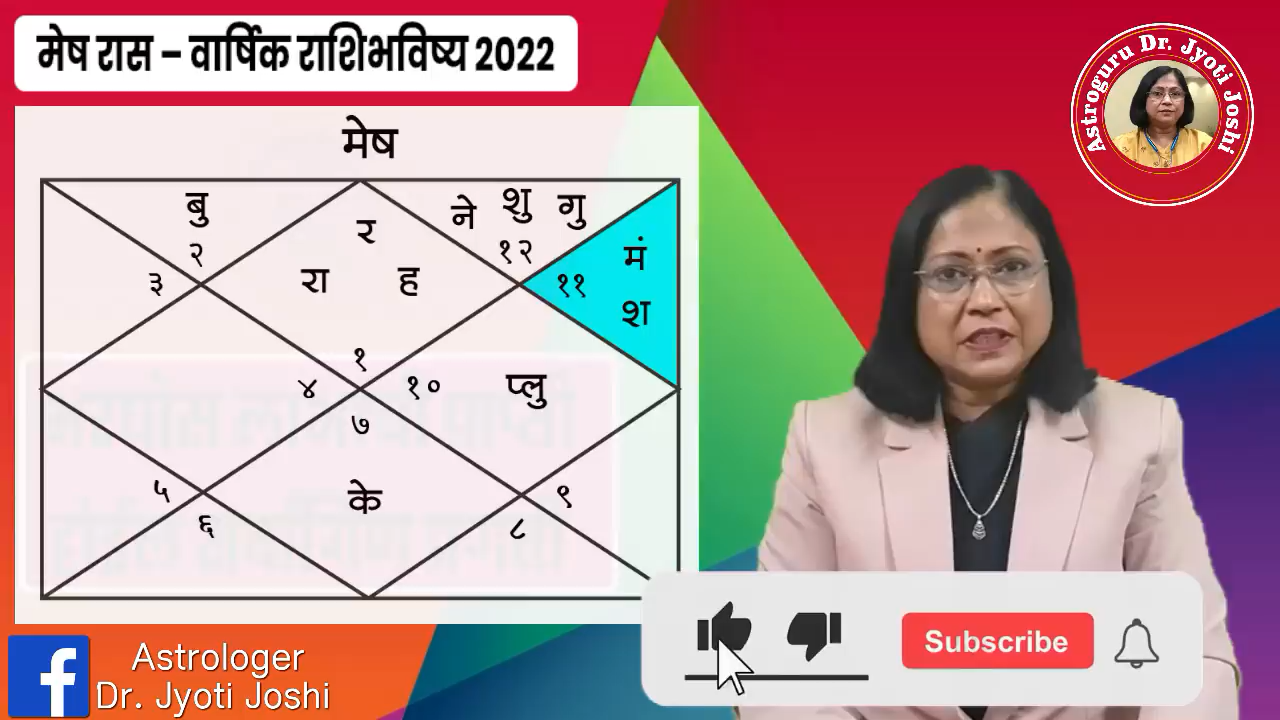 मेष रास – वार्षिक राशिभविष्य 2022
Astroguru Dr. Jyoti Joshi
मेष
बु
२
३
र
रा ह
१
ने शु गु
१२
११
मं
श
४
१० प्लु
७
के
५
६
९
८
Astrologer
Dr. Jyoti Joshi
Subscribe